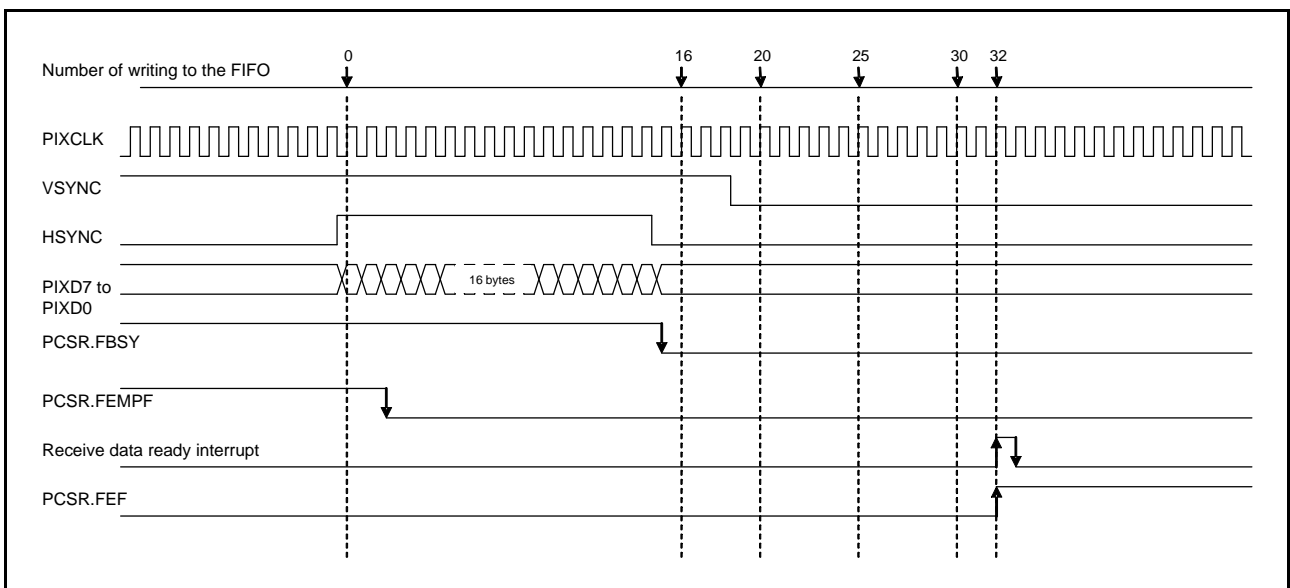 0 16 20 25 30 32
Number of writing to the FIFO
PIXCLK
VSYNC
HSYNC
PIXD7 to
PIXD0
16 bytes
PCSR.FBSY
PCSR.FEMPF
Receive data ready interrupt
PCSR.FEF